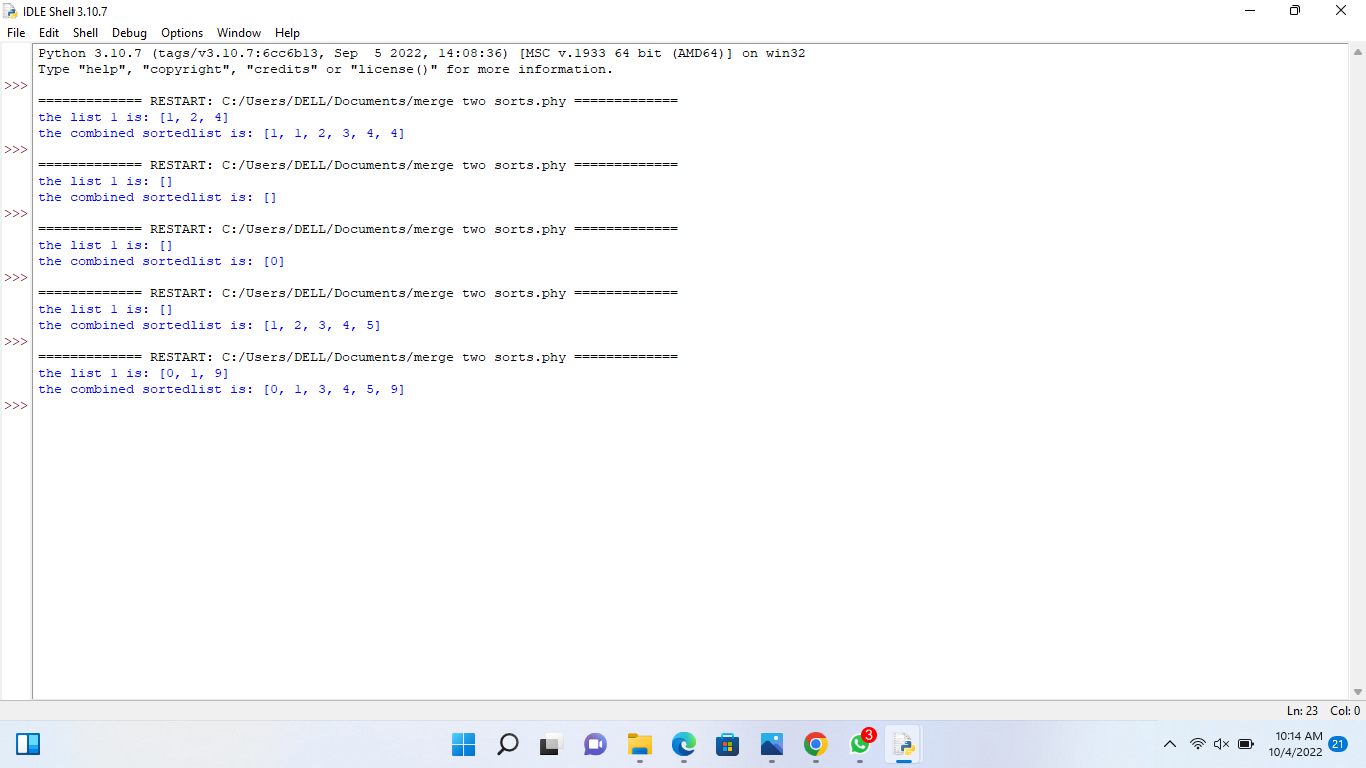 IDLE Shell 3.10.7
File Edit Shell Debug Options Window Help
Python 3.10.7 (tags/v3.10.7:6cc6b13, Sep  5 2022, 14:08:36) [MSC v.1933 64 bit (AMD64)] on win32
Type "help", "copyright", "credits" or "license()" for more information.
>>>
============= RESTART: C:/Users/DELL/Documents/merge two sorts.phy =============
the list 1 is: [1, 2, 4]
the combined sortedlist is: [1, 1, 2, 3, 4, 4]
>>>
============= RESTART: C:/Users/DELL/Documents/merge two sorts.phy =============
the list 1 is: []
the combined sortedlist is: []
>>>
============= RESTART: C:/Users/DELL/Documents/merge two sorts.phy =============
the list 1 is: []
the combined sortedlist is: [0]
>>>
============= RESTART: C:/Users/DELL/Documents/merge two sorts.phy =============
the list 1 is: []
the combined sortedlist is: [1, 2, 3, 4, 5]
>>>
============= RESTART: C:/Users/DELL/Documents/merge two sorts.phy =============
the list 1 is: [0, 1, 9]
the combined sortedlist is: [0, 1, 3, 4, 5, 9]
>>>
Ln: 23 Col: 0
3
10:14 AM
10/4/2022
21